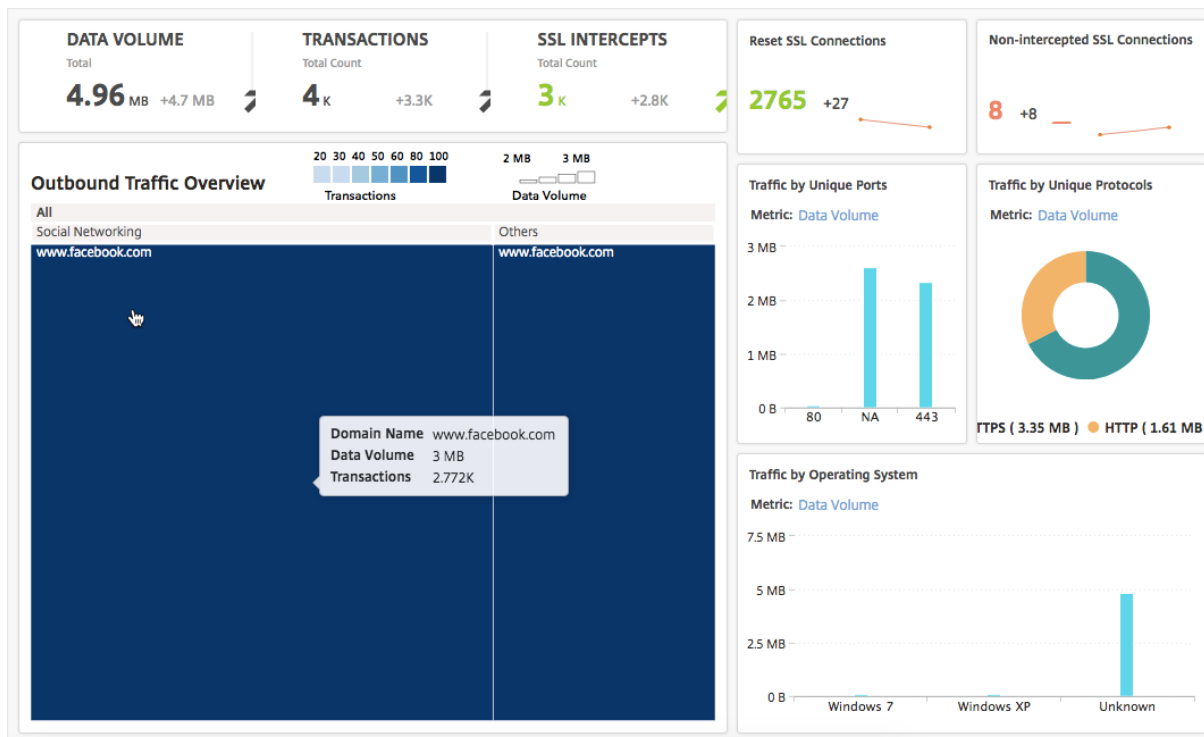 DATA VOLUME
Total
4.96 MB +4.7 MB
TRANSACTIONS
Total Count
4 K +3.3K
SSL INTERCEPTS
Total Count
3 K +2.8K
Reset SSL Connections
2765 +27
Non-intercepted SSL Connections
8 +8
Outbound Traffic Overview
20 30 40 50 60 80 100
Transactions
2 MB 3 MB
Data Volume
All
Social Networking
Others
www.facebook.com
www.facebook.com
Domain Name www.facebook.com
Data Volume 3 MB
Transactions 2.772K
Traffic by Unique Ports
Metric: Data Volume
3 MB
2 MB
1 MB
0 B
80 NA 443
Traffic by Unique Protocols
Metric: Data Volume
TTPS ( 3.35 MB ) HTTP ( 1.61 MB
Traffic by Operating System
Metric: Data Volume
7.5 MB
5 MB
2.5 MB
0 B
Windows 7 Windows XP Unknown